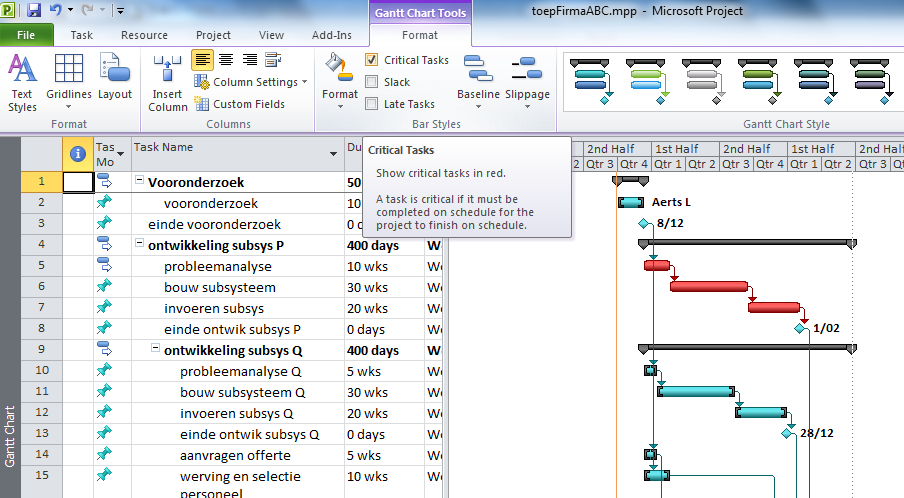 Gantt Chart Tools
toepFirmaABC.mpp - Microsoft Project
File Task Resource Project View Add-Ins Format
Text Styles
Gridlines
Layout
Format
Insert Column
Column Settings
Custom Fields
Columns
Format
Critical Tasks
Slack
Late Tasks
Baseline
Slippage
Bar Styles
Gantt Chart Style
Critical Tasks
Show critical tasks in red.
A task is critical if it must be
completed on schedule for the
project to finish on schedule.
Tas Mo Task Name Du
2nd Half 1st Half 2nd Half 1st Half 2nd Half
Qtr 3 Qtr 4 Qtr 1 Qtr 2 Qtr 3 Qtr 4 Qtr 1 Qtr 2 Qtr 3
1 Vooronderzoek 50
2 vooronderzoek 10 Aerts L
3 einde vooronderzoek 0 d 8/12
4 ontwikkeling subsys P 400 days We
5 probleemanalyse 10 wks We
6 bouw subsysteem 30 wks We
7 invoeren subsys 20 wks We
8 einde ontwik subsys P 0 days We 1/02
9 ontwikkeling subsys Q 400 days W
10 probleemanalyse Q 5 wks We
11 bouw subsysteem Q 30 wks We
12 invoeren subsys Q 20 wks We
13 einde ontwik subsys Q 0 days We 28/12
14 aanvragen offerte 5 wks We
15 werving en selectie 10 wks We
personeel
Gantt Chart